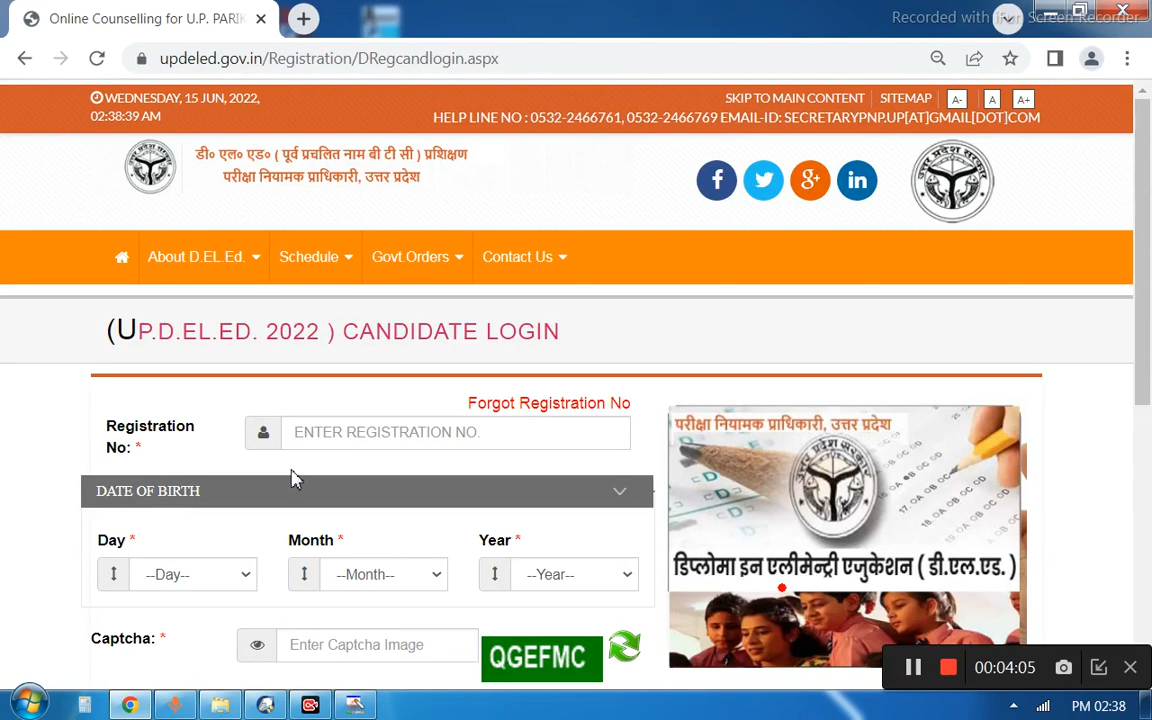 Online Counselling for U.P. PARIK
Recorded with iFun Screen Recorder
updeled.gov.in/Registration/DRegcandlogin.aspx
WEDNESDAY, 15 JUN, 2022,
02:38:39 AM
SKIP TO MAIN CONTENT SITEMAP A- A A+
HELP LINE NO : 0532-2466761, 0532-2466769 EMAIL-ID: SECRETARYPNP.UP[AT]GMAIL[DOT]COM
डी० एल० एड० ( पूर्व प्रचलित नाम बी टी सी ) प्रशिक्षण
परीक्षा नियामक प्राधिकारी, उत्तर प्रदेश
About D.EL.Ed. Schedule Govt Orders Contact Us
(UP.D.EL.ED. 2022 ) CANDIDATE LOGIN
Forgot Registration No
Registration No: *
ENTER REGISTRATION NO.
DATE OF BIRTH
Day * Month * Year *
--Day-- --Month-- --Year--
Captcha: * Enter Captcha Image QGEFMC
परीक्षा नियामक प्राधिकारी, उत्तर प्रदेश
डिप्लोमा इन एलीमेन्ट्री एजुकेशन ( डी.एल.एड. )
00:04:05
PM 02:38